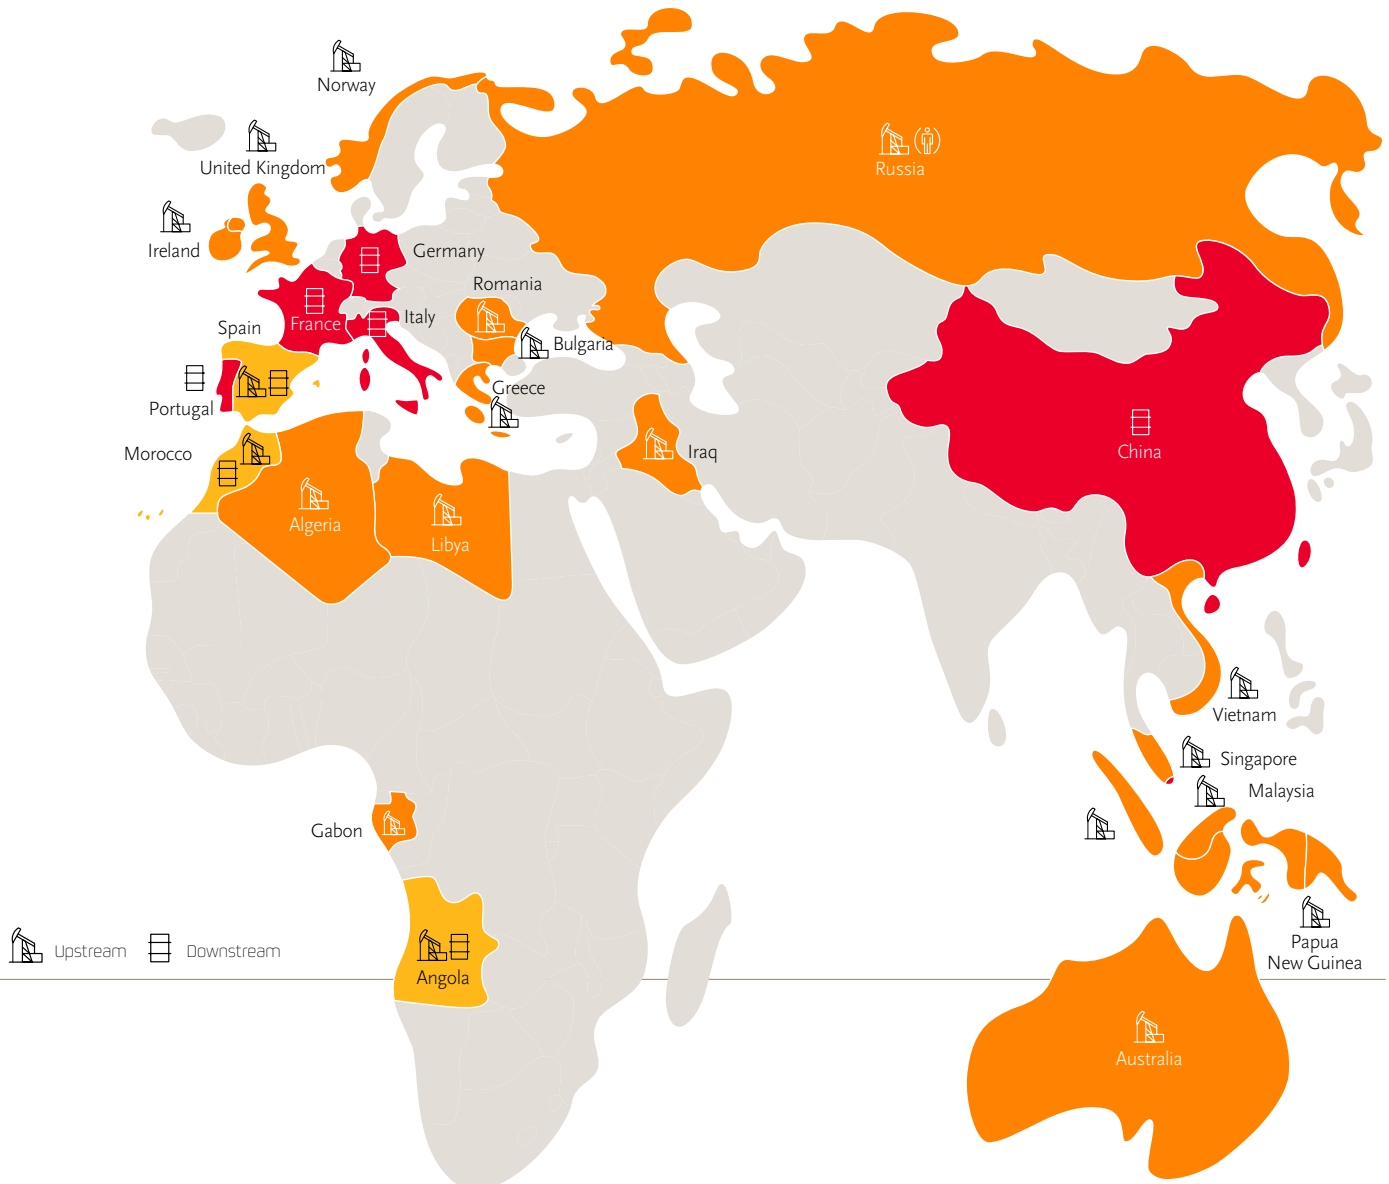 Norway
United Kingdom
Russia
Ireland
Germany
Romania
Italy
France
Spain
Bulgaria
Greece
Portugal
Morocco
Iraq
China
Algeria
Libya
Vietnam
Singapore
Malaysia
Gabon
Papua
New Guinea
Upstream
Downstream
Angola
Australia